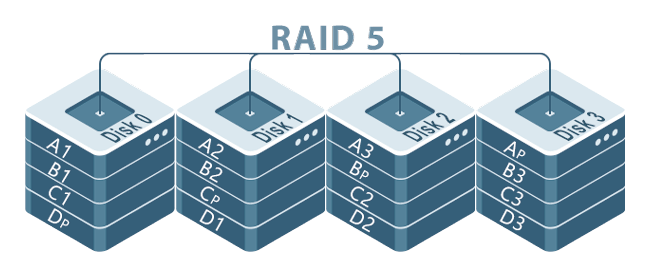 RAID 5
Disk 0
A1
B1
C1
Dp
Disk 1
A2
B2
Cp
D1
Disk 2
A3
Bp
C2
D2
Disk 3
Ap
B3
C3
D3